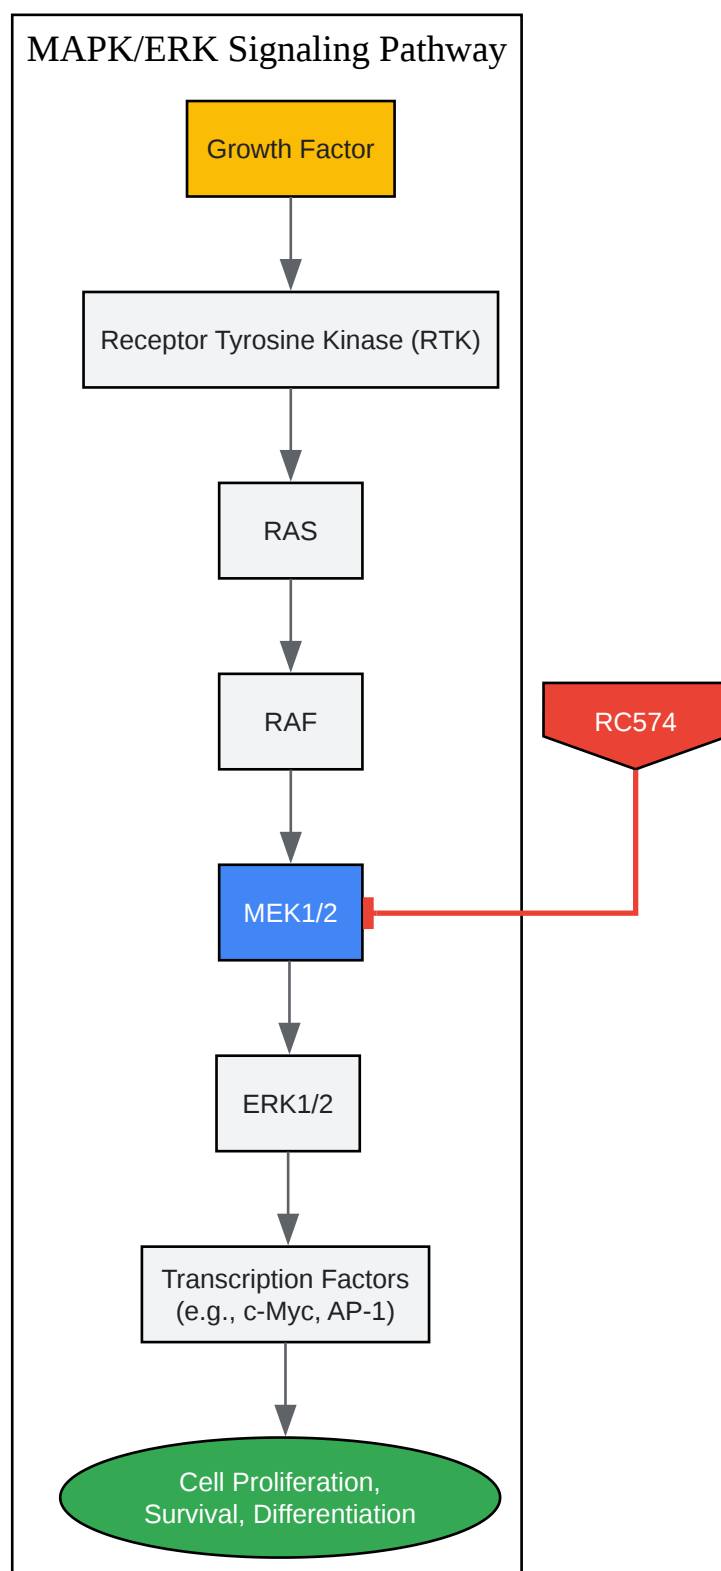 MAPK/ERK Signaling Pathway
Growth Factor
Receptor Tyrosine Kinase (RTK)
RAS
RAF
RC574
MEK1/2
ERK1/2
Transcription Factors
(e.g., c-Myc, AP-1)
Cell Proliferation,
Survival, Differentiation